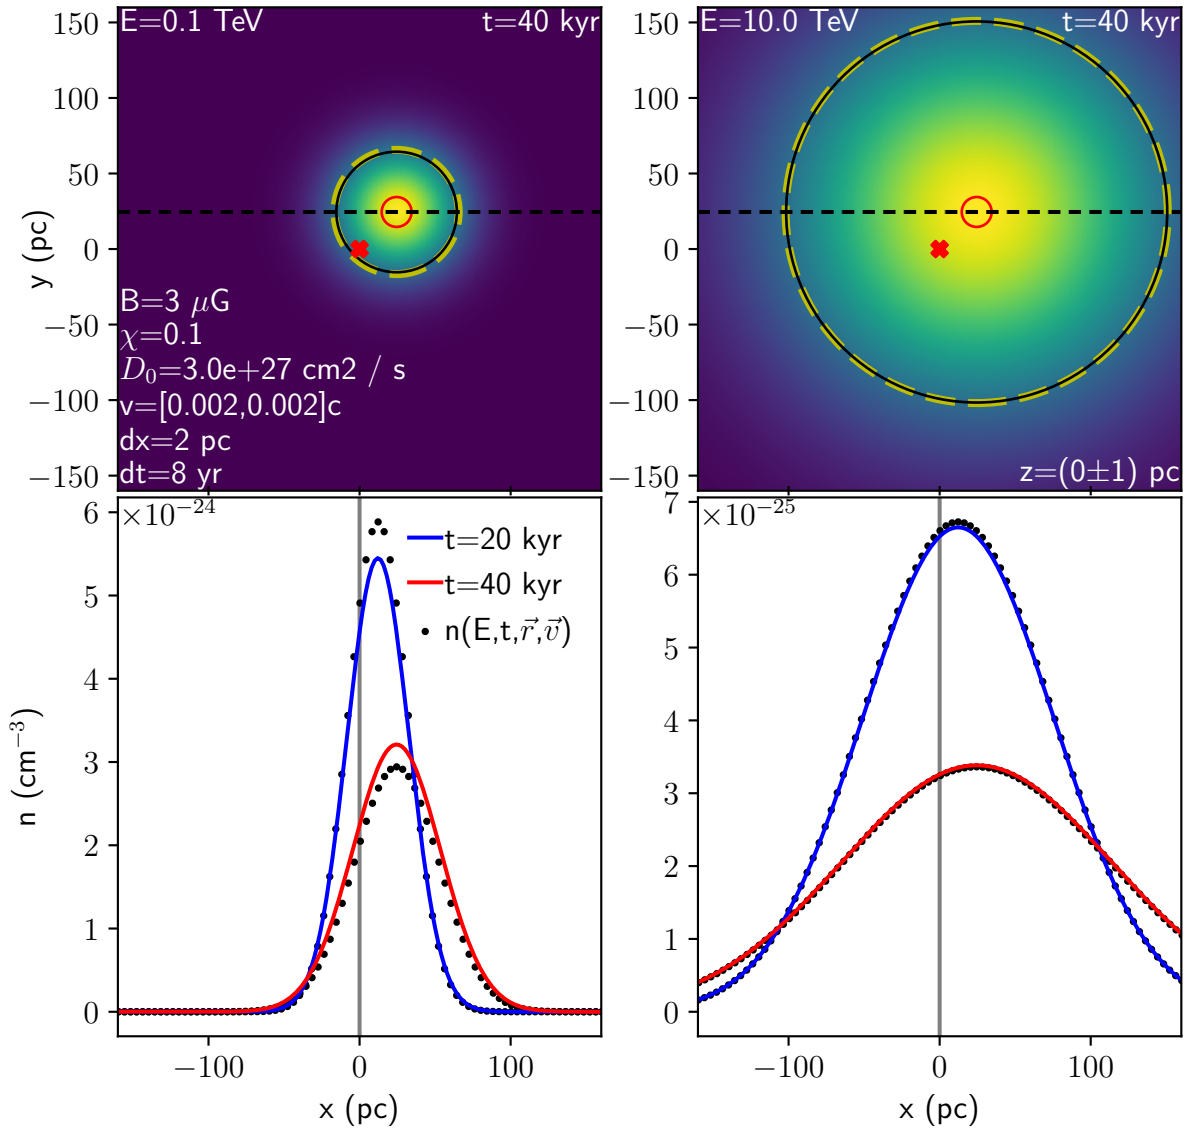 E=0.1 TeV
t=40 kyr
E=10.0 TeV
t=40 kyr
150
100
50
0
−50
−100
−150
y (pc)
B=3 μG
χ=0.1
D₀=3.0e+27 cm2 / s
v=[0.002,0.002]c
dx=2 pc
dt=8 yr
150
100
50
0
−50
−100
−150
z=(0±1) pc
×10⁻²⁴
t=20 kyr
t=40 kyr
n(E,t,r⃗,v⃗)
6
5
4
3
2
1
0
n (cm⁻³)
−100
0
100
x (pc)
×10⁻²⁵
7
6
5
4
3
2
1
0
−100
0
100
x (pc)